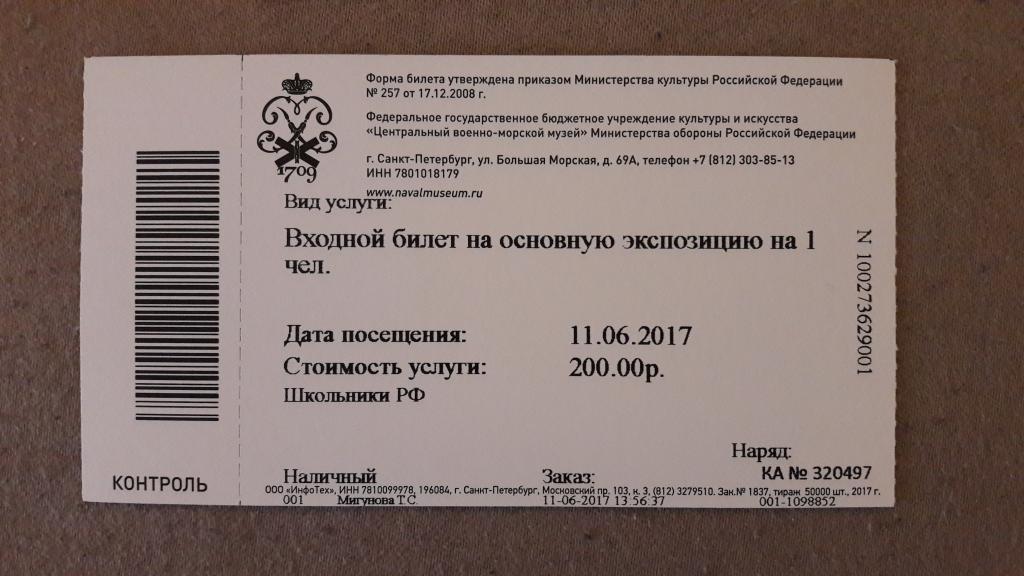 Форма билета утверждена приказом Министерства культуры Российской Федерации
№ 257 от 17.12.2008 г.
Федеральное государственное бюджетное учреждение культуры и искусства
«Центральный военно-морской музей» Министерства обороны Российской Федерации
1709
г. Санкт-Петербург, ул. Большая Морская, д. 69А, телефон +7 (812) 303-85-13
ИНН 7801018179
www.navalmuseum.ru
Вид услуги:
Входной билет на основную экспозицию на 1
чел.
N 100273629001
Дата посещения: 11.06.2017
Стоимость услуги: 200.00р.
Школьники РФ
Наряд:
КА № 320497
КОНТРОЛЬ
Наличный Заказ:
ООО «ИнфоТех», ИНН 7810099978, 196084, г. Санкт-Петербург, Московский пр. 103, к. 3, (812) 3279510. Зак.№ 1837, тираж 50000 шт., 2017 г.
001 Мигунова Т.С. 11-06-2017 13:56:37 001-1098852